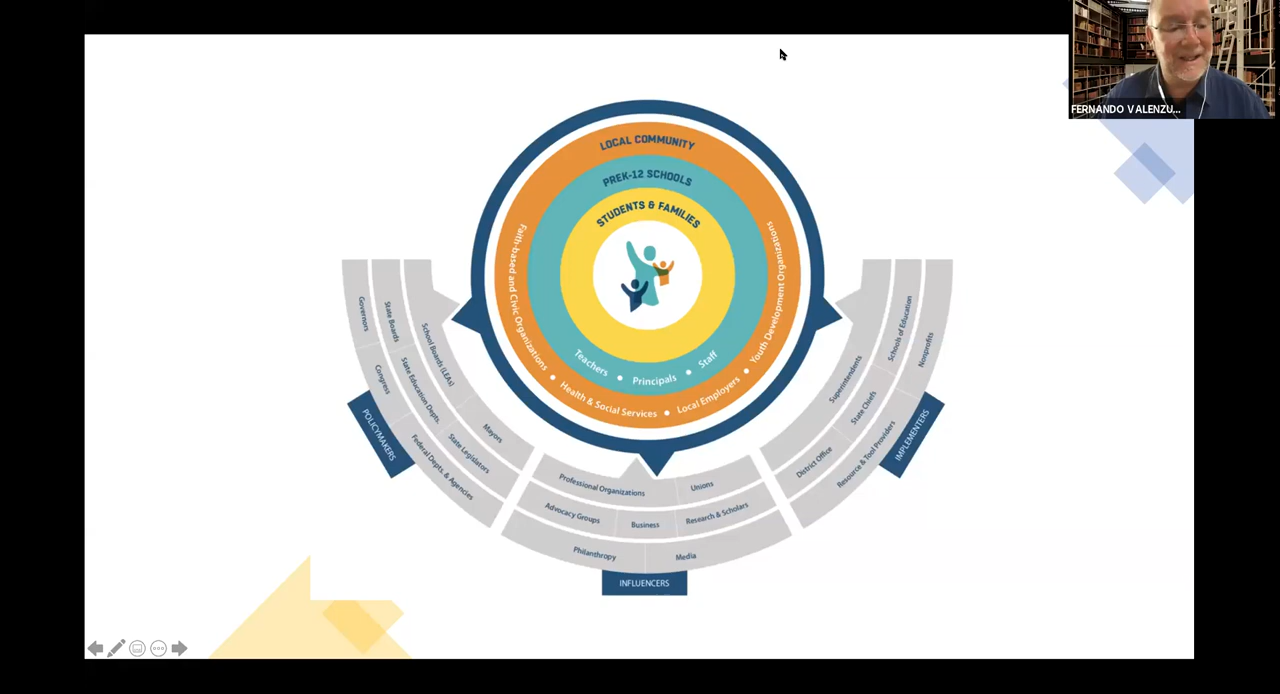 FERNANDO VALENZU...
LOCAL COMMUNITY
PREK-12 SCHOOLS
STUDENTS & FAMILIES
Faith-based and Civic Organizations
Health & Social Services
Local Employers
Youth Development Organizations
Teachers
Principals
Staff
Governors
Congress
Federal Depts. & Agencies
State Boards
State Education Depts.
State Legislators
School Boards (LEAs)
Mayors
POLICYMAKERS
Professional Organizations
Unions
Advocacy Groups
Business
Research & Scholars
Philanthropy
Media
INFLUENCERS
Superintendents
District Office
Schools of Education
State Chiefs
Nonprofits
Resource & Tool Providers
IMPLEMENTERS